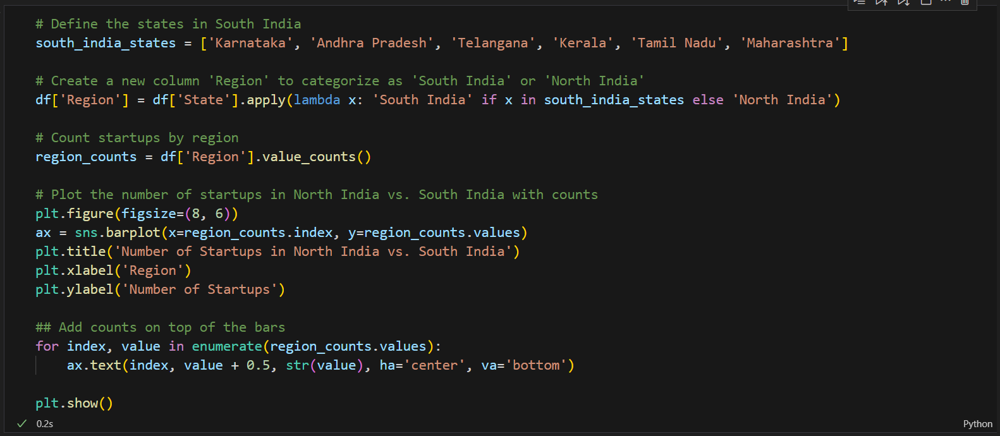 # Define the states in South India
south_india_states = ['Karnataka', 'Andhra Pradesh', 'Telangana', 'Kerala', 'Tamil Nadu', 'Maharashtra']
# Create a new column 'Region' to categorize as 'South India' or 'North India'
df['Region'] = df['State'].apply(lambda x: 'South India' if x in south_india_states else 'North India')
# Count startups by region
region_counts = df['Region'].value_counts()
# Plot the number of startups in North India vs. South India with counts
plt.figure(figsize=(8, 6))
ax = sns.barplot(x=region_counts.index, y=region_counts.values)
plt.title('Number of Startups in North India vs. South India')
plt.xlabel('Region')
plt.ylabel('Number of Startups')
## Add counts on top of the bars
for index, value in enumerate(region_counts.values):
    ax.text(index, value + 0.5, str(value), ha='center', va='bottom')
plt.show()
0.2s
Python